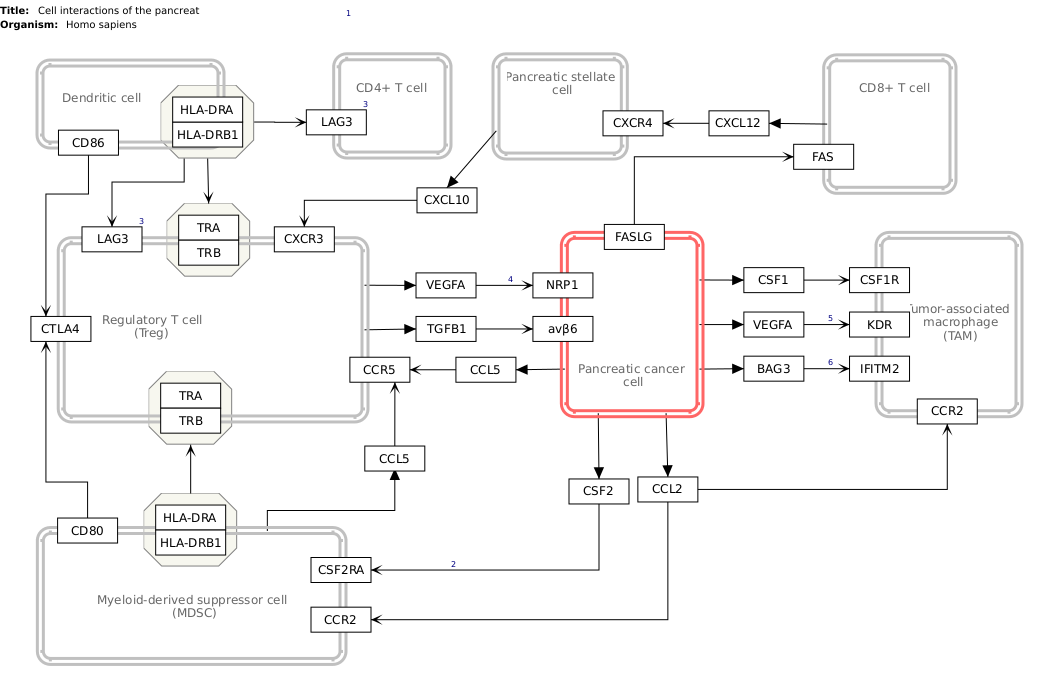 Title: Cell interactions of the pancreat
1
Organism: Homo sapiens
Dendritic cell
HLA-DRA
HLA-DRB1
CD86
CD4+ T cell
3
LAG3
Pancreatic stellate
cell
CXCR4
CXCL12
CD8+ T cell
FAS
CXCL10
LAG3
3
TRA
TRB
CXCR3
FASLG
VEGFA
4
NRP1
CSF1
CSF1R
CTLA4
Regulatory T cell
(Treg)
TGFB1
avβ6
VEGFA
5
KDR
umor-associated
macrophage
(TAM)
CCR5
CCL5
Pancreatic cancer
cell
BAG3
6
IFITM2
TRA
TRB
CCR2
CCL5
CSF2
CCL2
HLA-DRA
HLA-DRB1
CD80
CSF2RA
2
Myeloid-derived suppressor cell
(MDSC)
CCR2